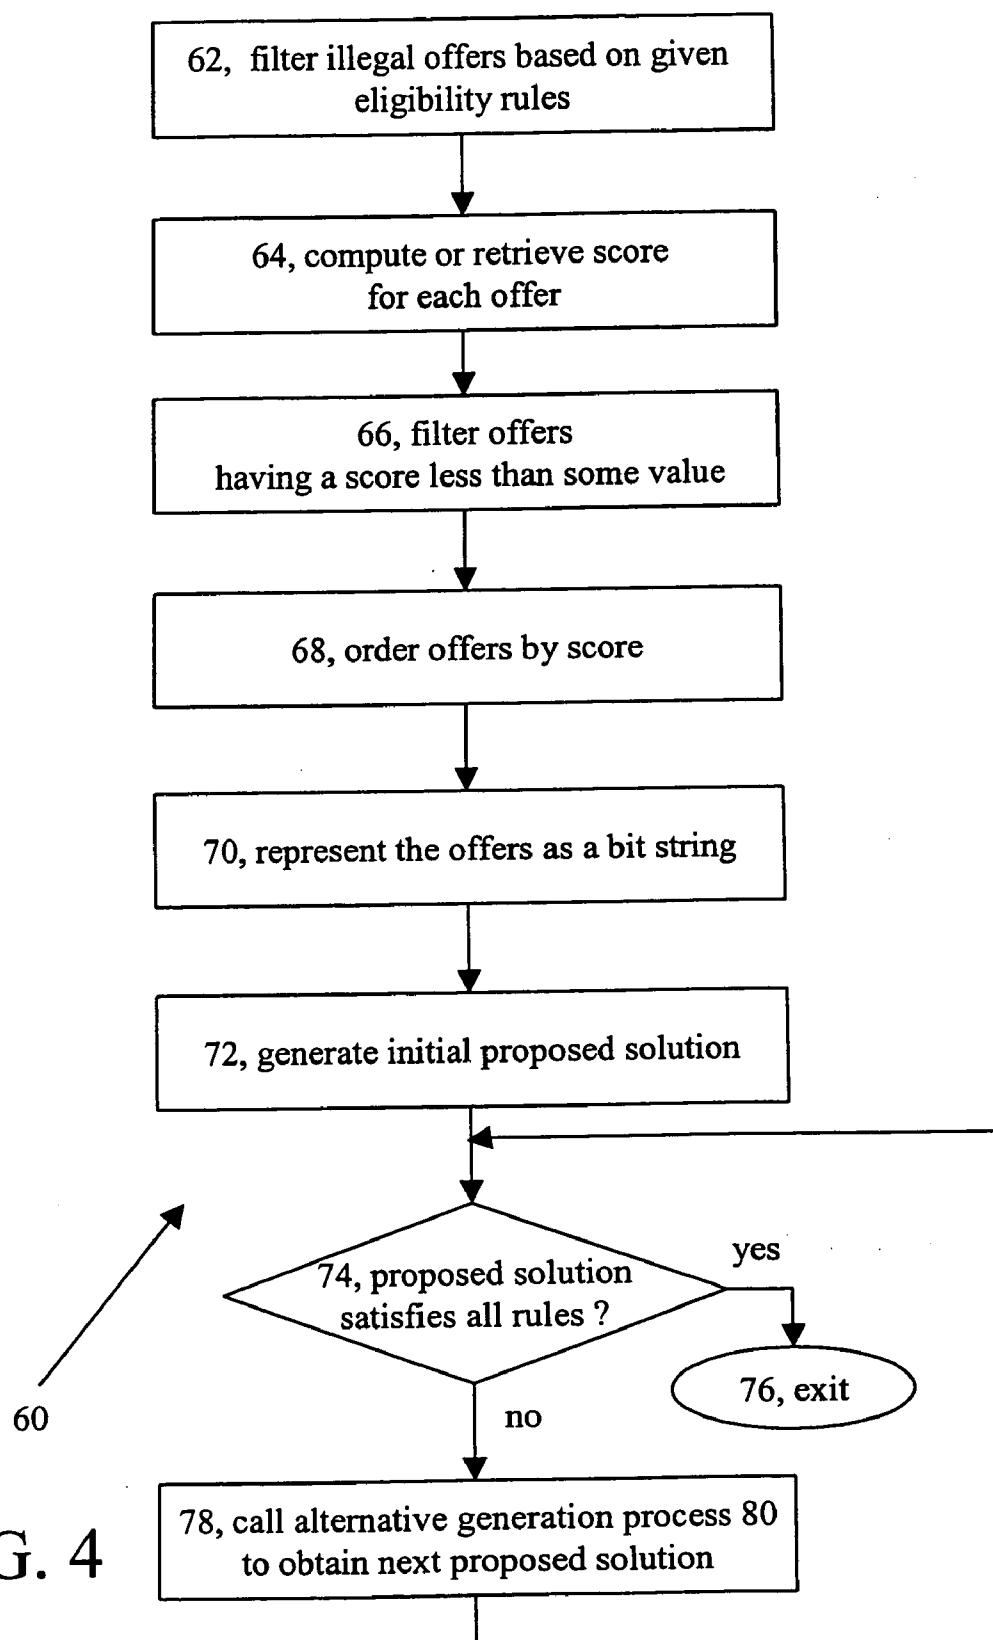 62, filter illegal offers based on given
eligibility rules
64, compute or retrieve score
for each offer
66, filter offers
having a score less than some value
68, order offers by score
70, represent the offers as a bit string
72, generate initial proposed solution
74, proposed solution
satisfies all rules ?
yes
76, exit
60
no
78, call alternative generation process 80
to obtain next proposed solution
G. 4